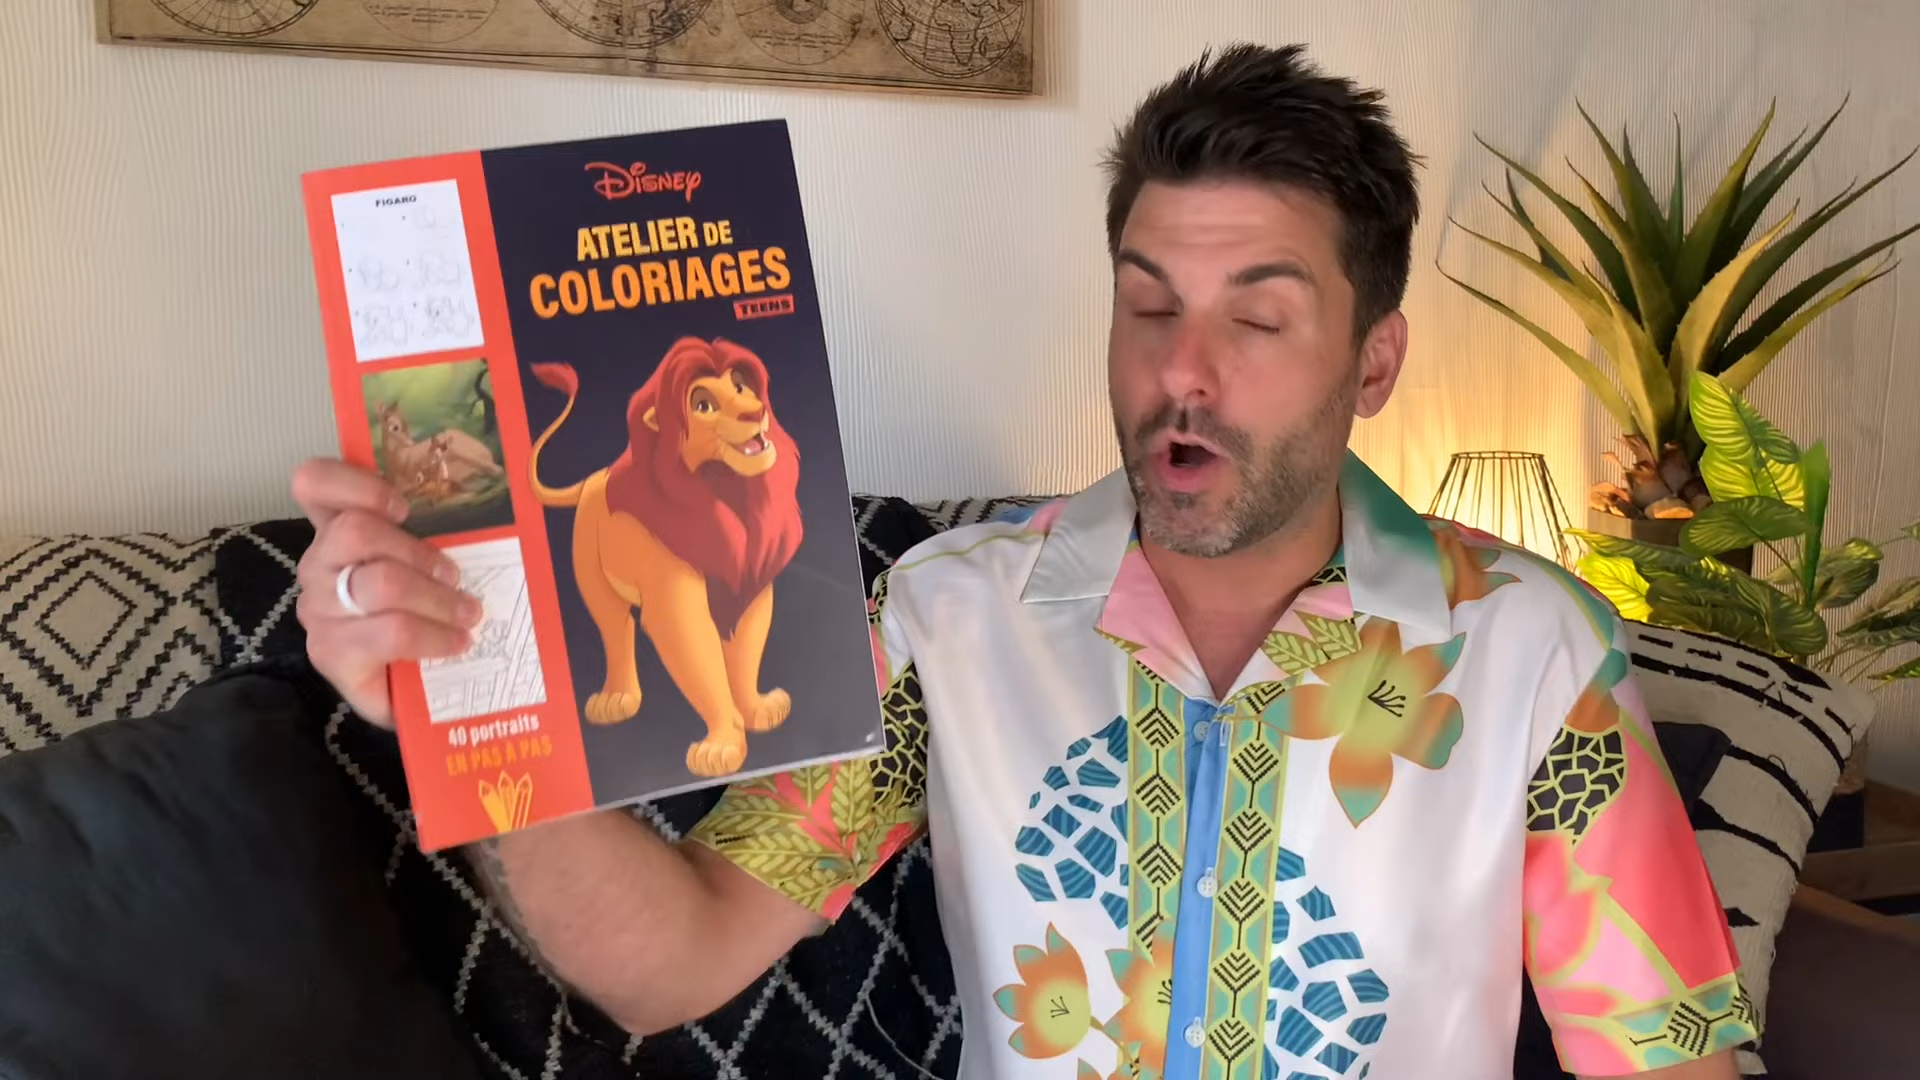 FIGARO
Disney
ATELIER DE
COLORIAGES
TEENS
40 portraits
EN PAS À PAS